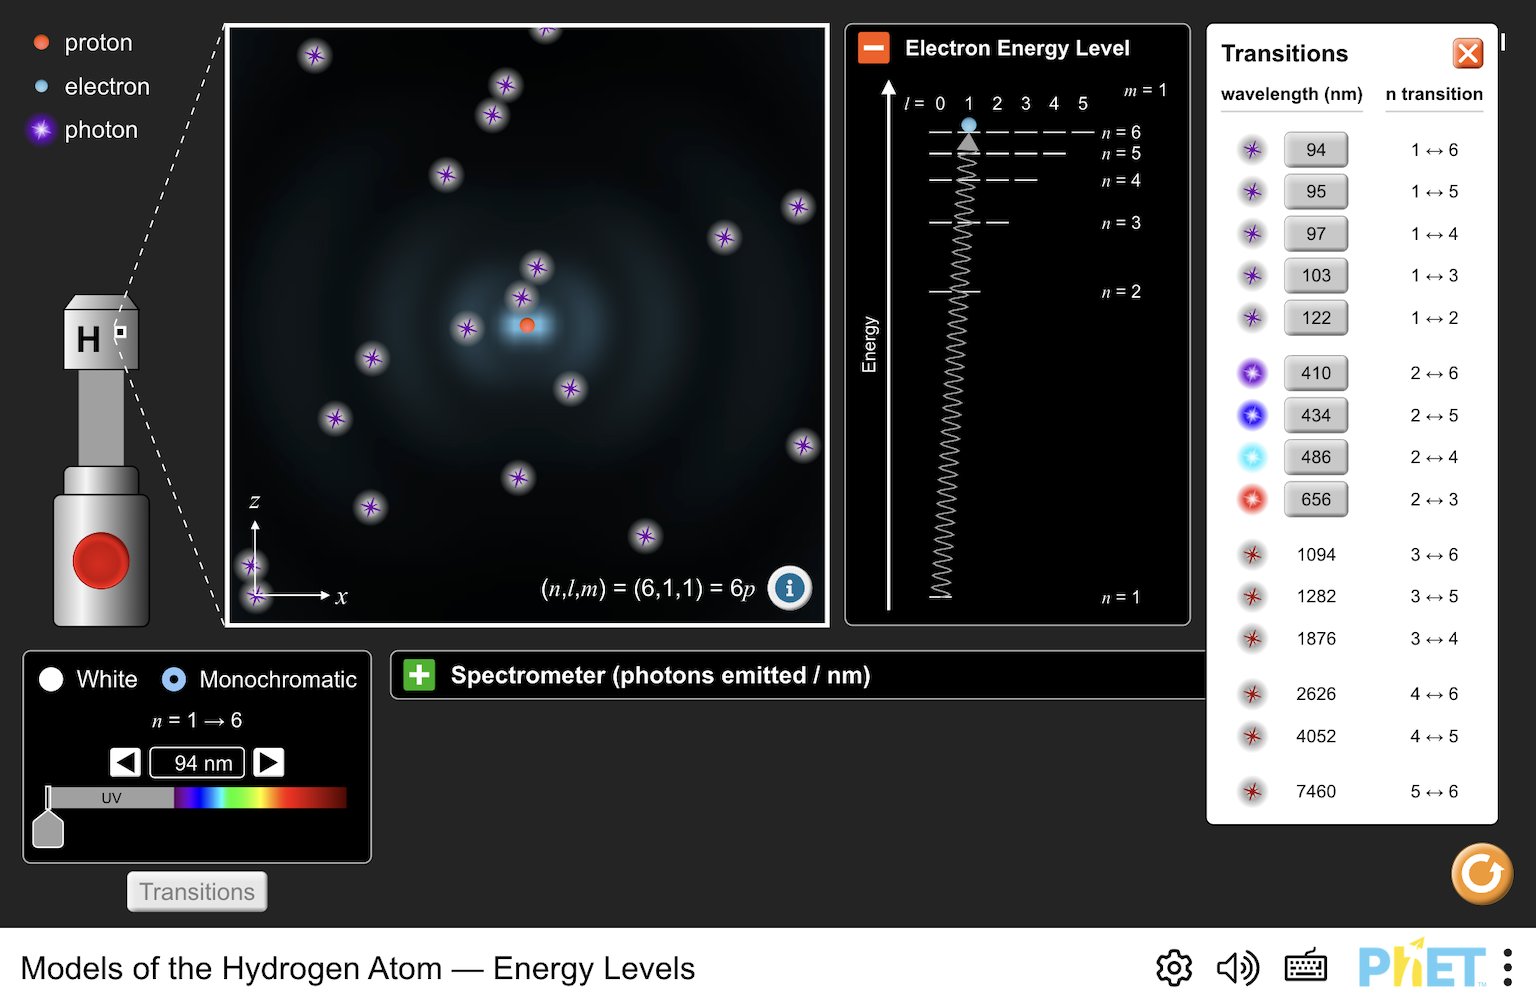 proton
electron
photon
H
z
x
(n,l,m) = (6,1,1) = 6p
i
Electron Energy Level
m = 1
l = 0 1 2 3 4 5
n = 6
n = 5
n = 4
n = 3
n = 2
n = 1
Energy
Transitions
wavelength (nm) n transition
94 1 ↔ 6
95 1 ↔ 5
97 1 ↔ 4
103 1 ↔ 3
122 1 ↔ 2
410 2 ↔ 6
434 2 ↔ 5
486 2 ↔ 4
656 2 ↔ 3
1094 3 ↔ 6
1282 3 ↔ 5
1876 3 ↔ 4
2626 4 ↔ 6
4052 4 ↔ 5
7460 5 ↔ 6
White Monochromatic
n = 1 → 6
94 nm
UV
Transitions
Spectrometer (photons emitted / nm)
Models of the Hydrogen Atom — Energy Levels
PhET